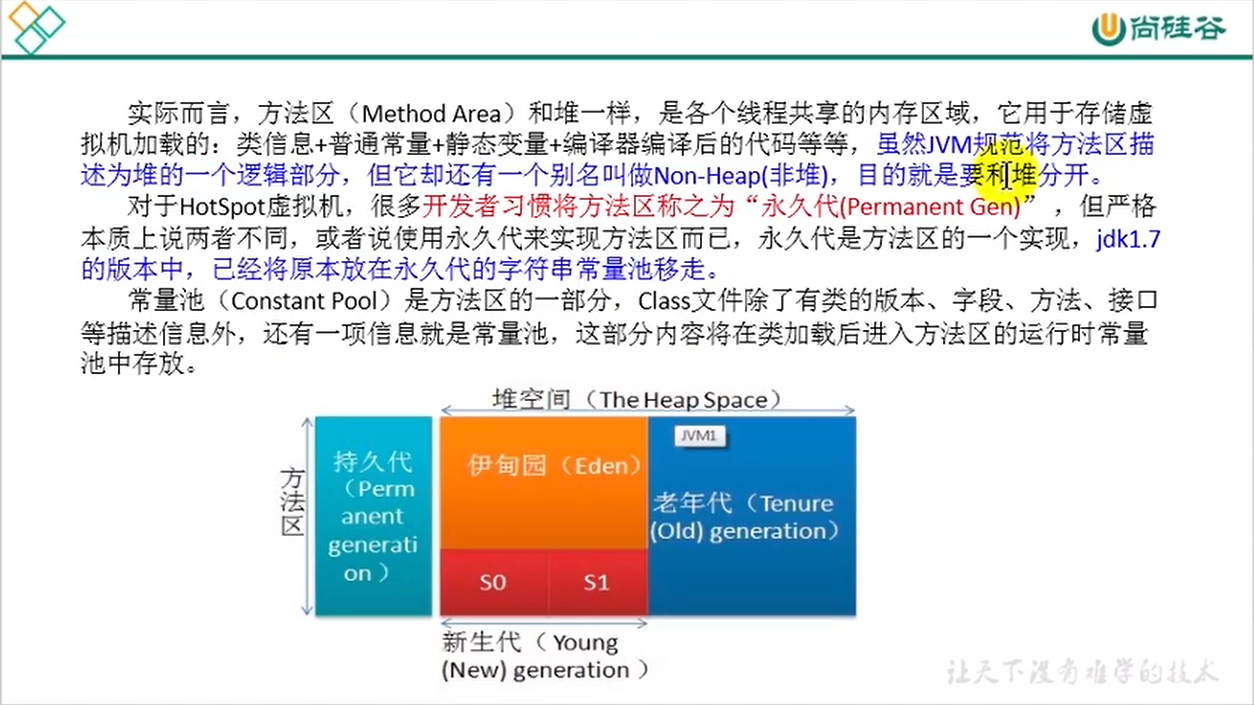 尚硅谷
实际而言，方法区（Method Area）和堆一样，是各个线程共享的内存区域，它用于存储虚
拟机加载的：类信息+普通常量+静态变量+编译器编译后的代码等等，虽然JVM规范将方法区描
述为堆的一个逻辑部分，但它却还有一个别名叫做Non-Heap(非堆)，目的就是要和堆分开。
对于HotSpot虚拟机，很多开发者习惯将方法区称之为“永久代(Permanent Gen)” ，但严格
本质上说两者不同，或者说使用永久代来实现方法区而已，永久代是方法区的一个实现，jdk1.7
的版本中，已经将原本放在永久代的字符串常量池移走。
常量池（Constant Pool）是方法区的一部分，Class文件除了有类的版本、字段、方法、接口
等描述信息外，还有一项信息就是常量池，这部分内容将在类加载后进入方法区的运行时常量
池中存放。
堆空间（The Heap Space）
方法区
持久代
（Perm
anent
generati
on ）
伊甸园（Eden）
S0
S1
JVM1
老年代（Tenure
(Old) generation）
新生代（ Young
(New) generation ）
让天下没有难学的技术